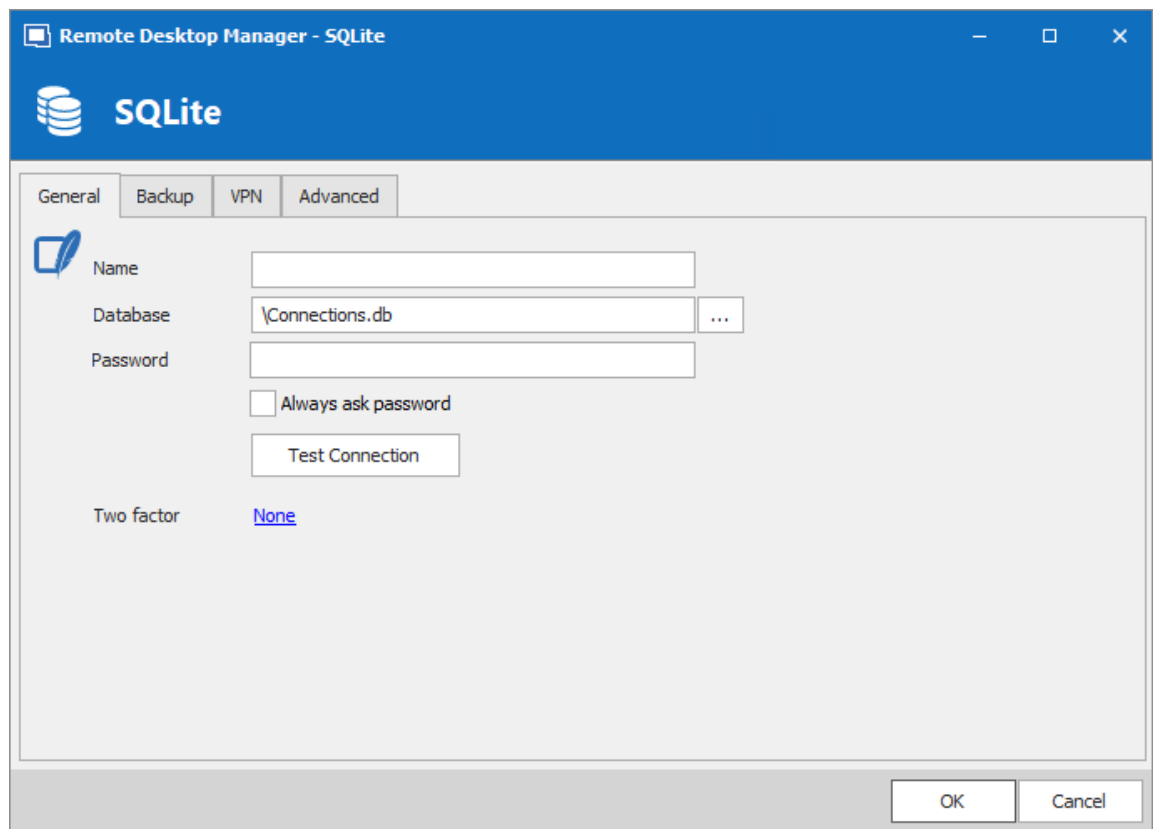 Remote Desktop Manager - SQLite
SQLite
General Backup VPN Advanced
Name
Database \Connections.db ...
Password
Always ask password
Test Connection
Two factor None
OK Cancel